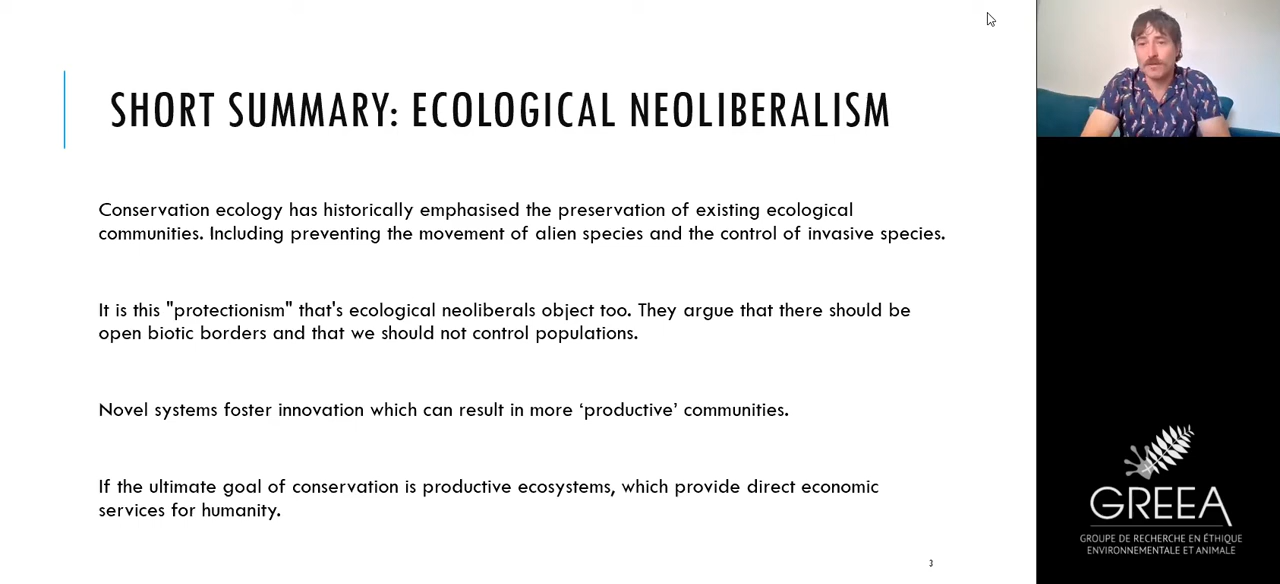 SHORT SUMMARY: ECOLOGICAL NEOLIBERALISM
Conservation ecology has historically emphasised the preservation of existing ecological
communities. Including preventing the movement of alien species and the control of invasive species.
It is this "protectionism" that's ecological neoliberals object too. They argue that there should be
open biotic borders and that we should not control populations.
Novel systems foster innovation which can result in more ‘productive’ communities.
If the ultimate goal of conservation is productive ecosystems, which provide direct economic
services for humanity.
3
GREEA
GROUPE DE RECHERCHE EN ÉTHIQUE
ENVIRONNEMENTALE ET ANIMALE